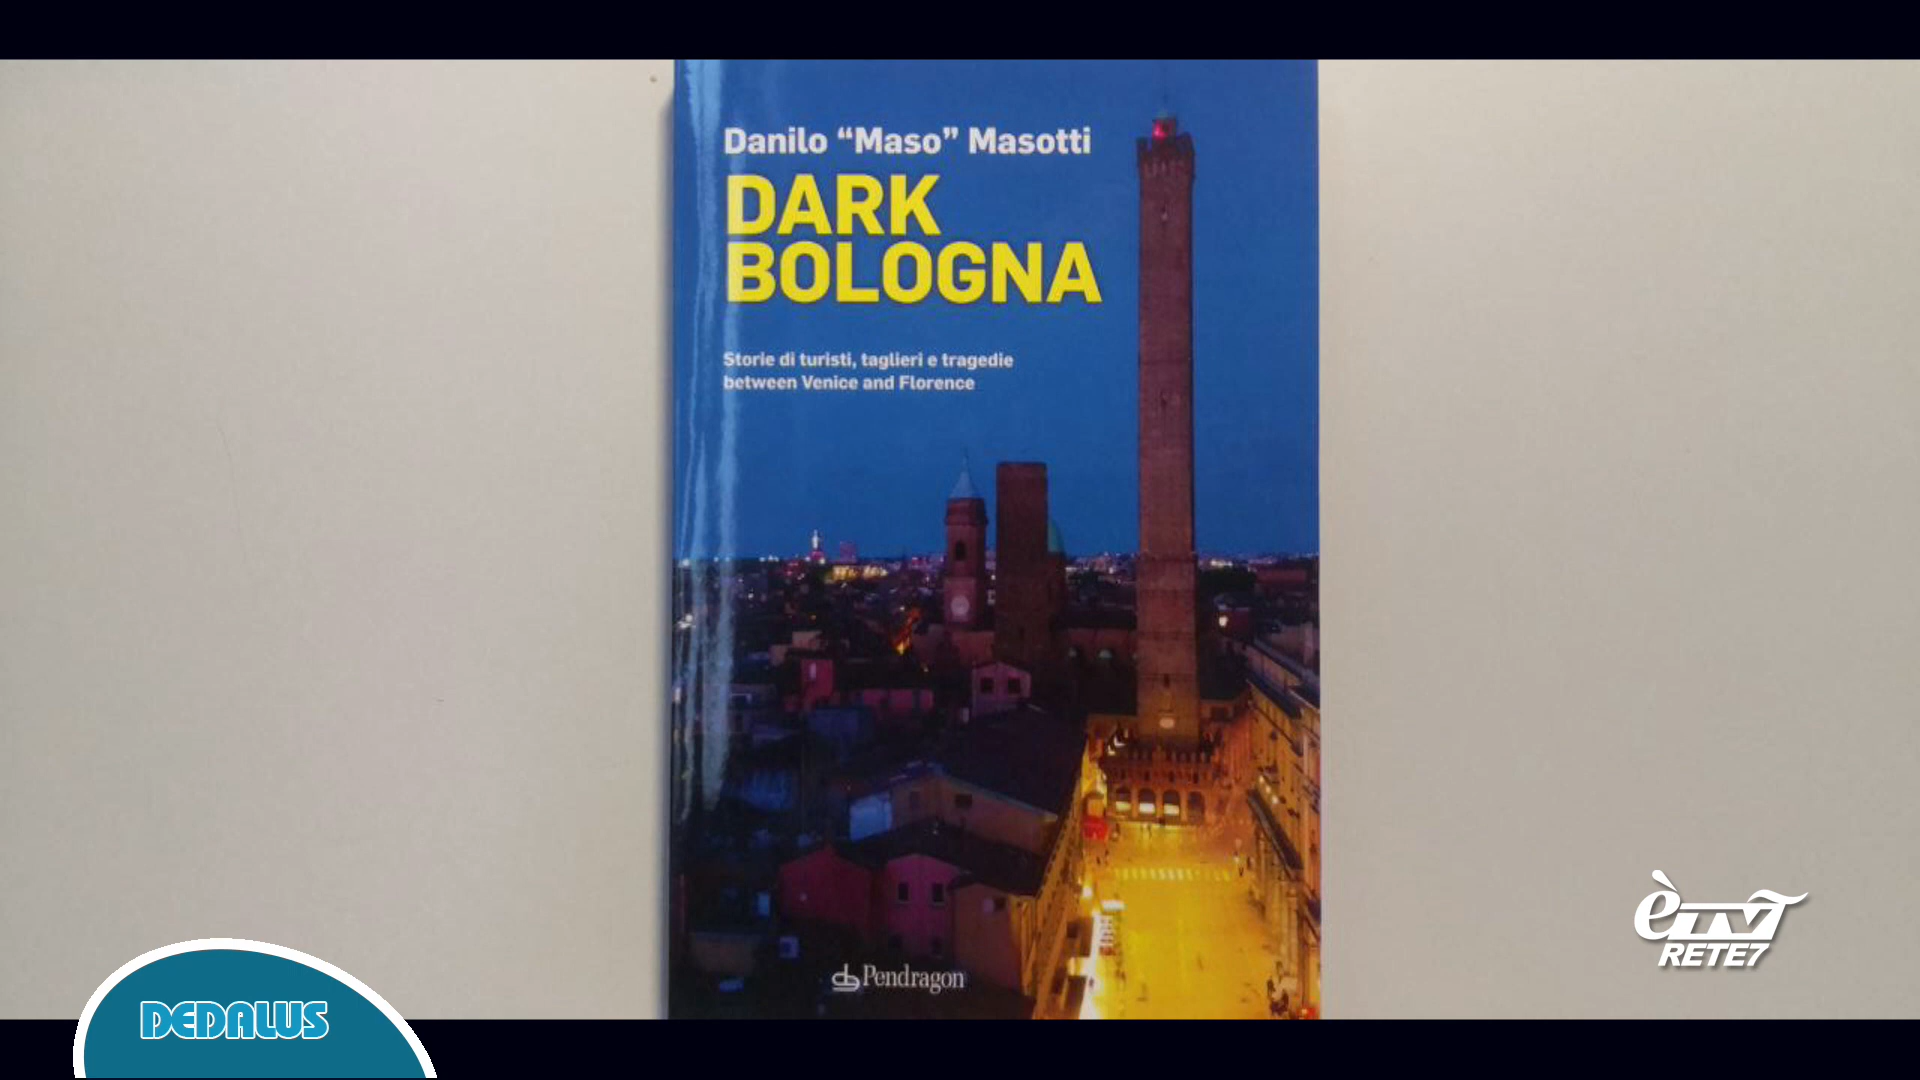 Danilo “Maso” Masotti
DARK
BOLOGNA
Storie di turisti, taglieri e tragedie
between Venice and Florence
Pendragon
DEDALUS
èTV
RETE7